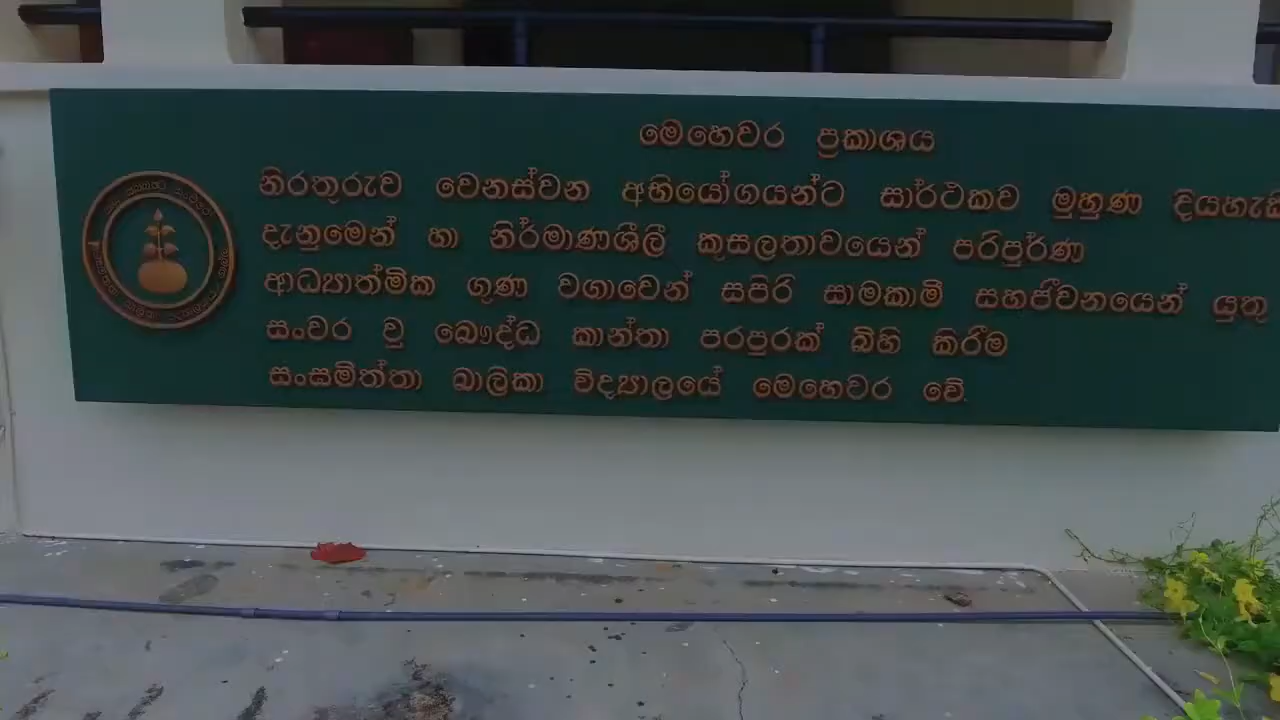 මෙහෙවර ප්‍රකාශය
නිරතුරුව වෙනස්වන අභියෝගයන්ට සාර්ථකව මුහුණ
දැනුමෙන් හා නිර්මාණශීලී කුසලතාවයෙන් පරිපූර්ණ
ආධ්‍යාත්මික ගුණ වගාවෙන් සපිරි සාමකාමී සහජීවනයෙන් යුතු
සංවර වූ බෞද්ධ කාන්තා පරපුරක් බිහි කිරීම
සංඝමිත්තා බාලිකා විද්‍යාලයේ මෙහෙවර වේ.